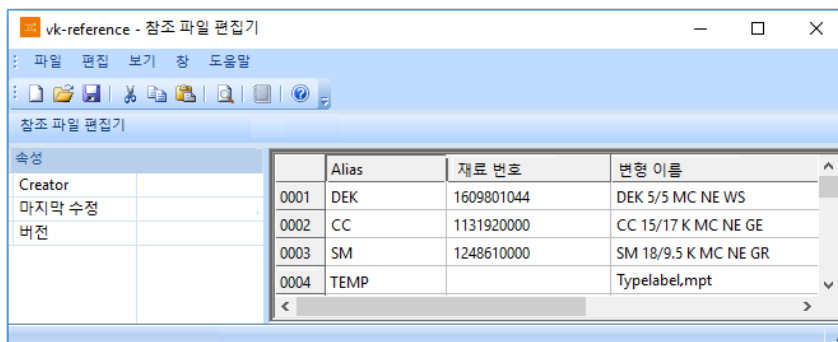 vk-reference - 참조 파일 편집기
파일 편집 보기 창 도움말
참조 파일 편집기
속성
Creator
마지막 수정
버전
Alias 재료 번호 변형 이름
0001 DEK 1609801044 DEK 5/5 MC NE WS
0002 CC 1131920000 CC 15/17 K MC NE GE
0003 SM 1248610000 SM 18/9.5 K MC NE GR
0004 TEMP Typelabel,mpt